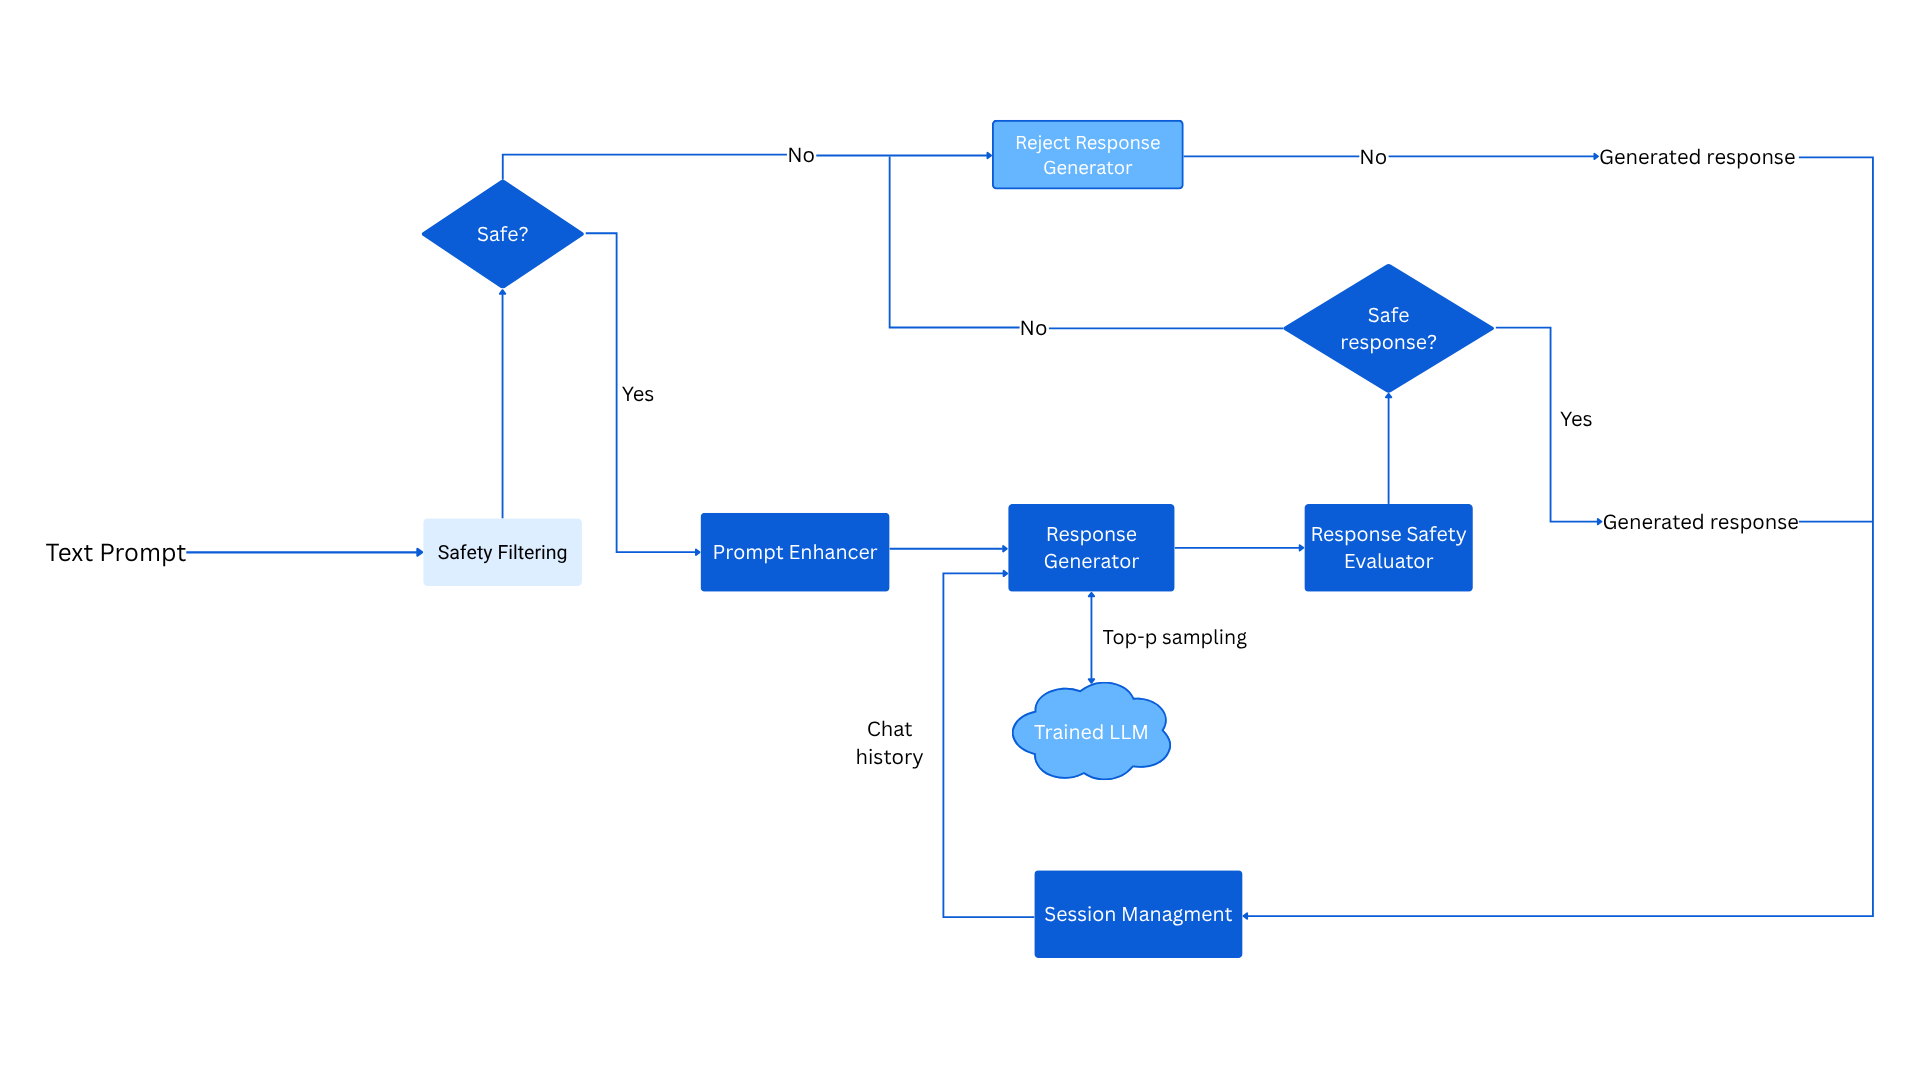 Reject Response
Generator
No
No
Generated response
Safe?
Safe
response?
No
Yes
Yes
Generated response
Text Prompt
Safety Filtering
Prompt Enhancer
Response
Generator
Response Safety
Evaluator
Top-p sampling
Trained LLM
Chat
history
Session Managment